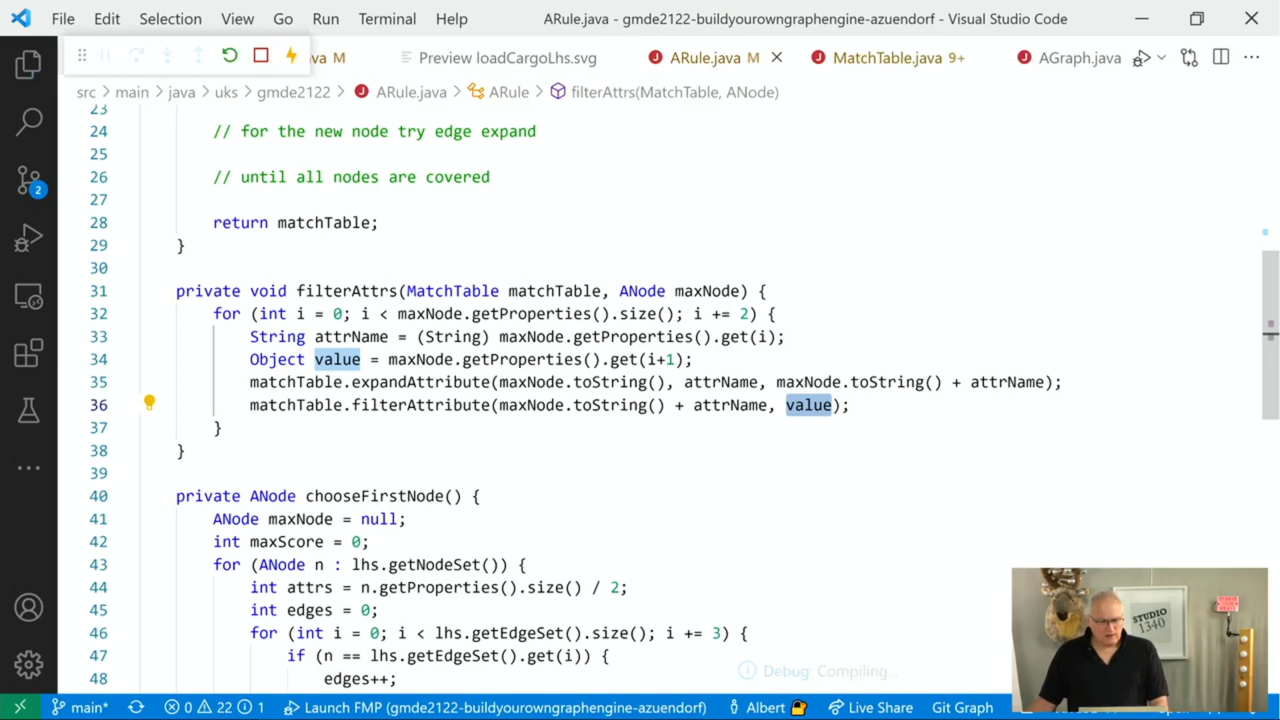 File Edit Selection View Go Run Terminal Help ARule.java - gmde2122-buildyourowngraphengine-azuendorf - Visual Studio Code
ava M Preview loadCargoLhs.svg ARule.java M MatchTable.java 9+ AGraph.java
src > main > java > uks > gmde2122 > ARule.java > ARule > filterAttrs(MatchTable, ANode)
23
24 // for the new node try edge expand
25
26 // until all nodes are covered
27
28 return matchTable;
29 }
30
31 private void filterAttrs(MatchTable matchTable, ANode maxNode) {
32 for (int i = 0; i < maxNode.getProperties().size(); i += 2) {
33 String attrName = (String) maxNode.getProperties().get(i);
34 Object value = maxNode.getProperties().get(i+1);
35 matchTable.expandAttribute(maxNode.toString(), attrName, maxNode.toString() + attrName);
36 matchTable.filterAttribute(maxNode.toString() + attrName, value);
37 }
38 }
39
40 private ANode chooseFirstNode() {
41 ANode maxNode = null;
42 int maxScore = 0;
43 for (ANode n : lhs.getNodeSet()) {
44 int attrs = n.getProperties().size() / 2;
45 int edges = 0;
46 for (int i = 0; i < lhs.getEdgeSet().size(); i += 3) {
47 if (n == lhs.getEdgeSet().get(i)) {
48 edges++;
2
STUDIO
1340
Debug: Compiling...
main* 0 22 1 Launch FMP (gmde2122-buildyourowngraphengine-azuendorf) Albert Live Share Git Graph